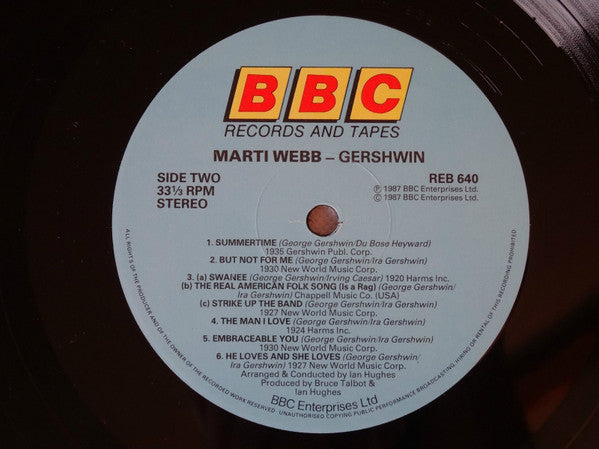 BBC
RECORDS AND TAPES
MARTI WEBB – GERSHWIN
SIDE TWO
33⅓ RPM
STEREO
REB 640
Ⓟ 1987 BBC Enterprises Ltd.
© 1987 BBC Enterprises Ltd.
1. SUMMERTIME (George Gershwin/Du Bose Heyward)
1935 Gershwin Publ. Corp.
2. BUT NOT FOR ME (George Gershwin/Ira Gershwin)
1930 New World Music Corp.
3. (a) SWANEE (George Gershwin/Irving Caesar) 1920 Harms Inc.
(b) THE REAL AMERICAN FOLK SONG (Is a Rag) (George Gershwin/
Ira Gershwin) Chappell Music Co. (USA)
(c) STRIKE UP THE BAND (George Gershwin/Ira Gershwin)
1927 New World Music Corp.
4. THE MAN I LOVE (George Gershwin/Ira Gershwin)
1924 Harms Inc.
5. EMBRACEABLE YOU (George Gershwin/Ira Gershwin)
1930 New World Music Corp.
6. HE LOVES AND SHE LOVES (George Gershwin/
Ira Gershwin) 1927 New World Music Corp.
Arranged & Conducted by Ian Hughes
Produced by Bruce Talbot &
Ian Hughes
BBC Enterprises Ltd
ALL RIGHTS OF THE PRODUCER AND OF THE OWNER OF THE RECORDED WORK RESERVED. UNAUTHORISED COPYING PUBLIC PERFORMANCE BROADCASTING, HIRING OR RENTAL OF THIS RECORDING PROHIBITED